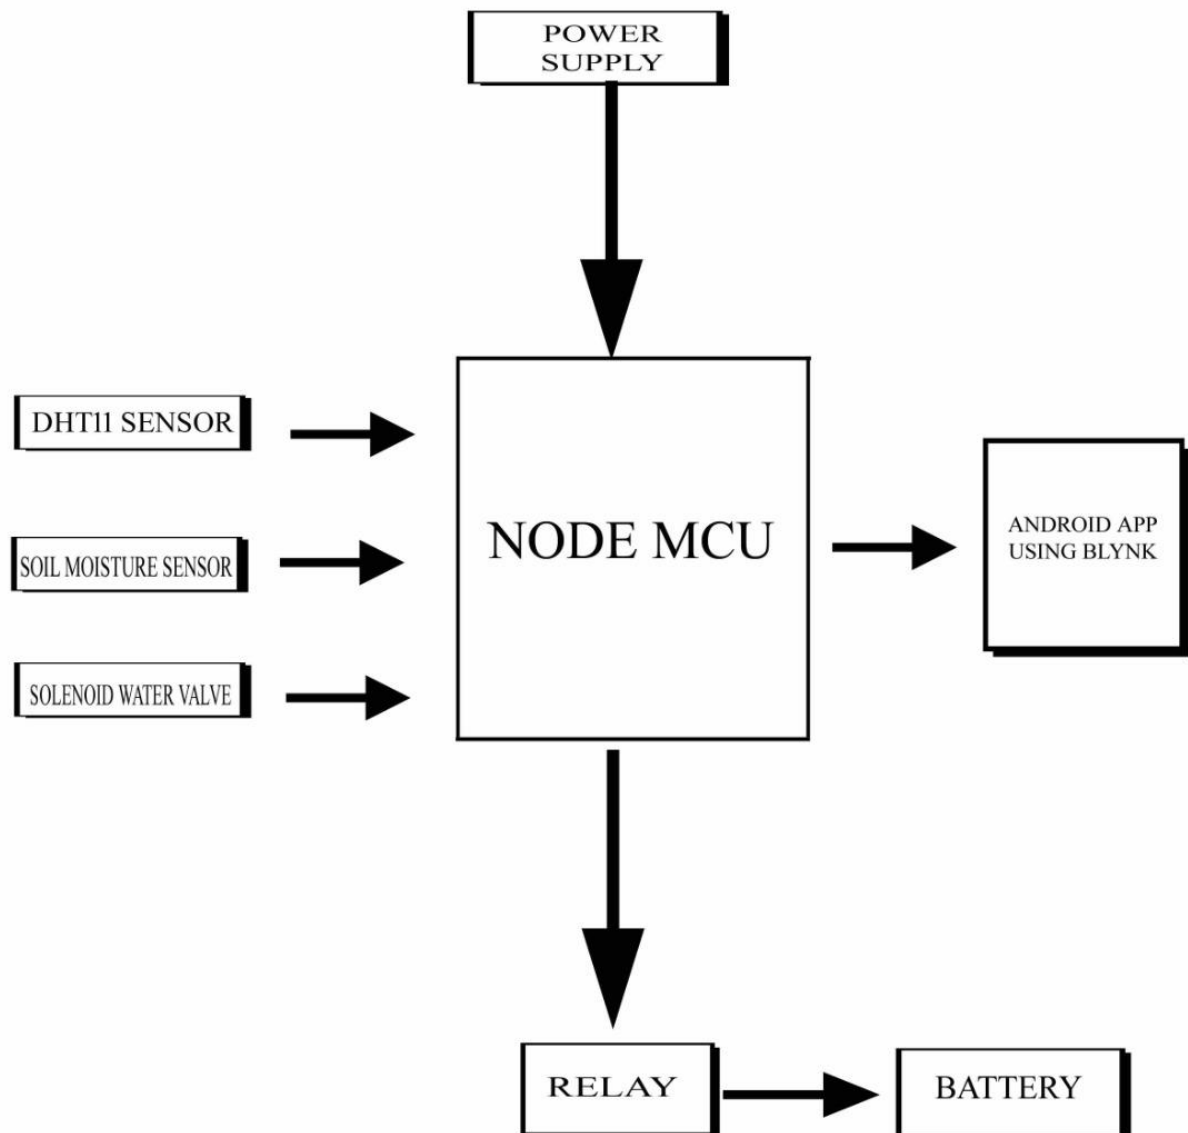 POWER
SUPPLY
DHT11 SENSOR
SOIL MOISTURE SENSOR
SOLENOID WATER VALVE
NODE MCU
ANDROID APP
USING BLYNK
RELAY
BATTERY